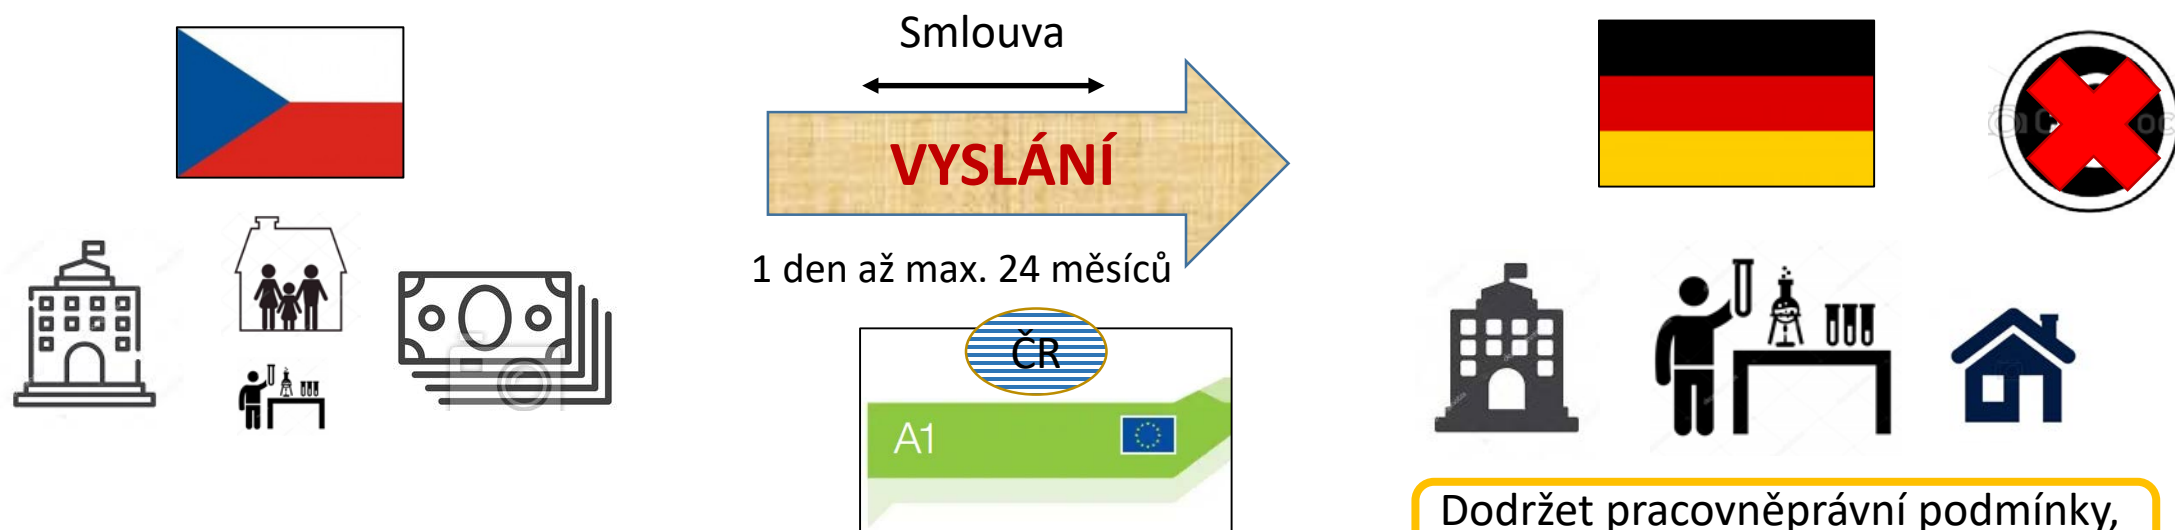 Smlouva
VYSLÁNÍ
1 den až max. 24 měsíců
ČR
A1
Dodržet pracovněprávní podmínky,